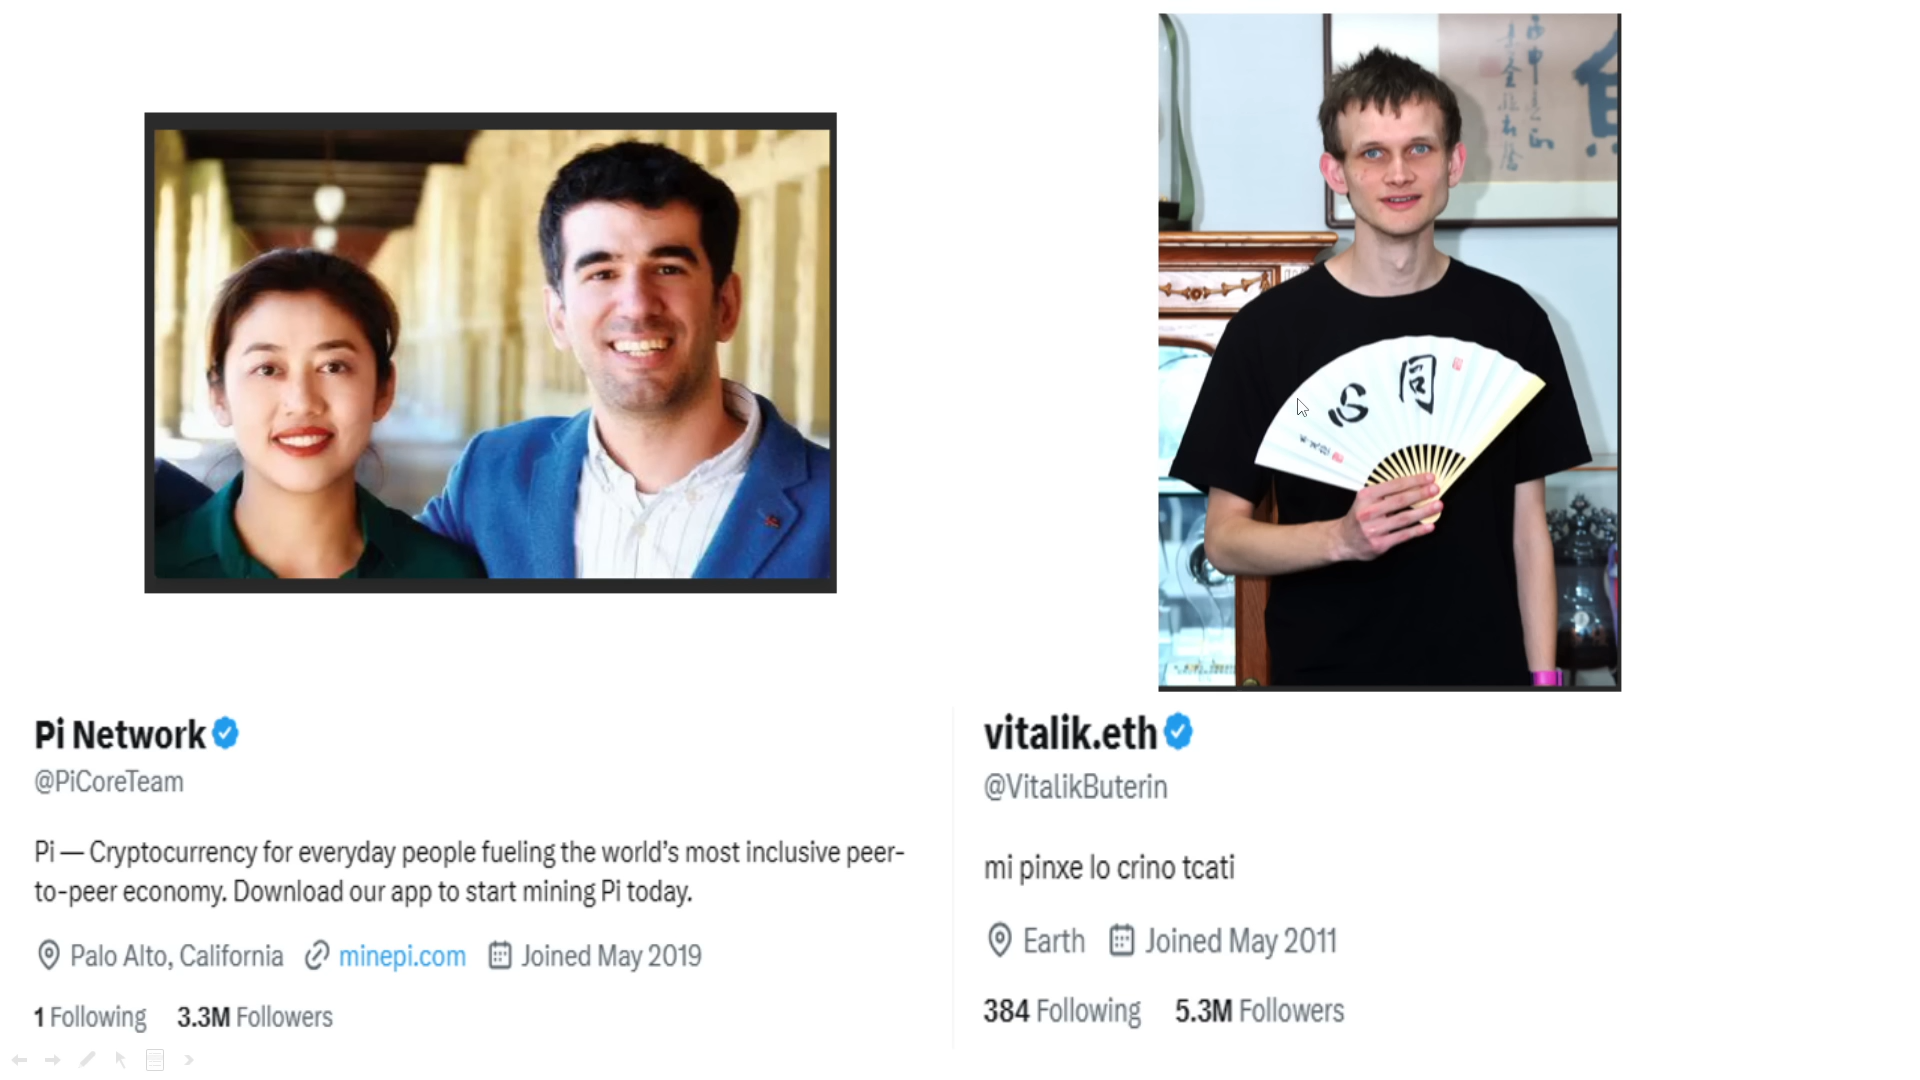 同心
Pi Network
@PiCoreTeam
Pi — Cryptocurrency for everyday people fueling the world's most inclusive peer-
to-peer economy. Download our app to start mining Pi today.
Palo Alto, California minepi.com Joined May 2019
1 Following 3.3M Followers
vitalik.eth
@VitalikButerin
mi pinxe lo crino tcati
Earth Joined May 2011
384 Following 5.3M Followers